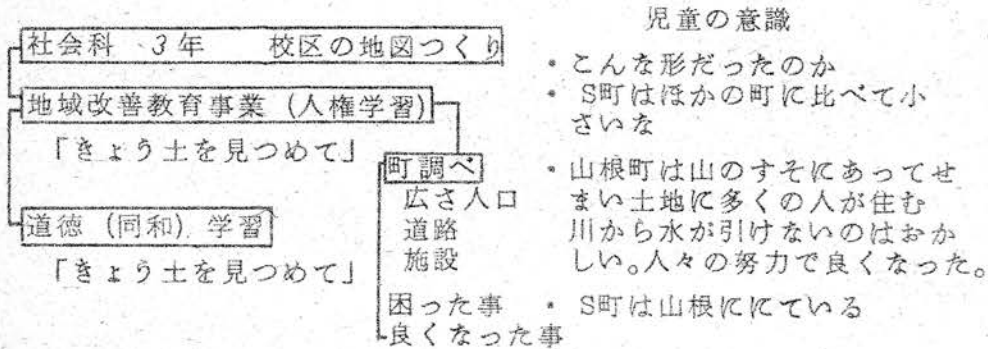 児童の意識
社会科 3年 校区の地図つくり
・こんな形だったのか
・S町はほかの町に比べて小
さいな
地域改善教育事業(人権学習)
「きょう土を見つめて」
町調べ
広さ人口
道路
施設
・山根町は山のすそにあってせ
まい土地に多くの人が住む
川から水が引けないのはおか
しい。人々の努力で良くなった。
道徳(同和)学習
「きょう土を見つめて」
困った事
・S町は山根ににている
良くなった事